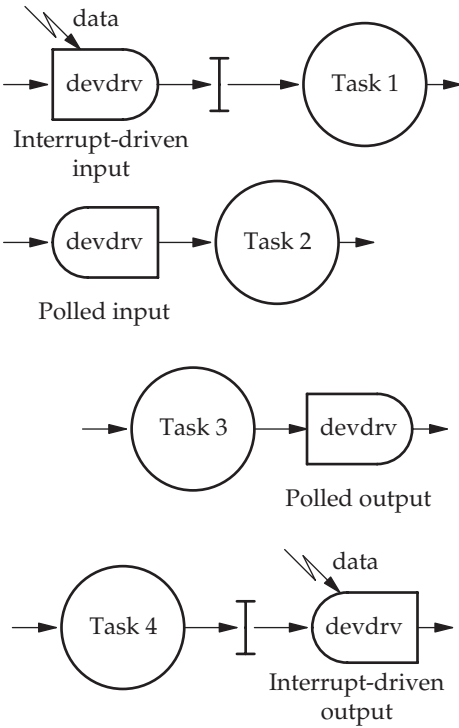 data
devdrv
Task 1
Interrupt-driven
input
devdrv
Task 2
Polled input
Task 3
devdrv
Polled output
data
Task 4
devdrv
Interrupt-driven
output